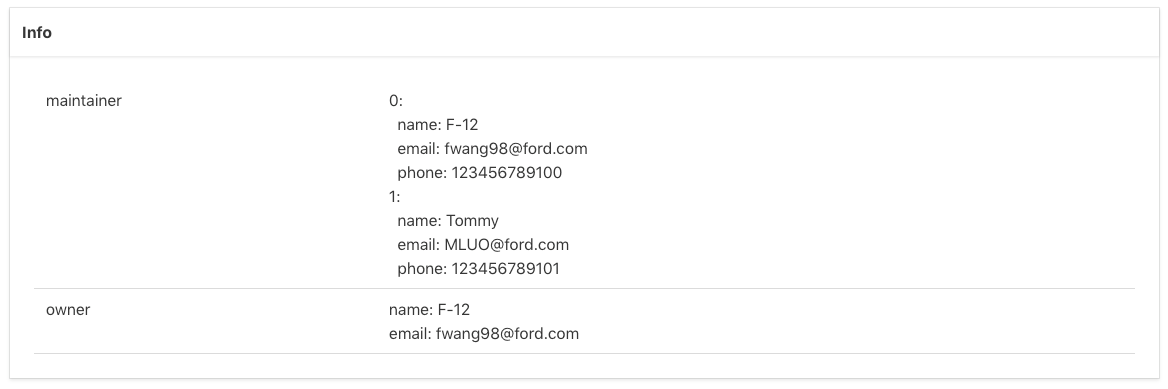 Info
maintainer
0:
name: F-12
email: fwang98@ford.com
phone: 123456789100
1:
name: Tommy
email: MLUO@ford.com
phone: 123456789101
owner
name: F-12
email: fwang98@ford.com